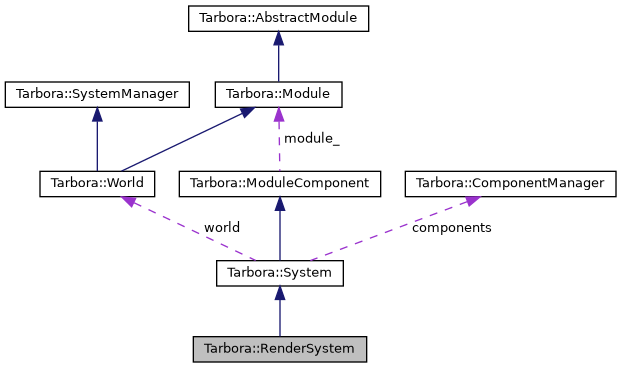 Tarbora::AbstractModule
Tarbora::SystemManager
Tarbora::Module
module_
Tarbora::World
Tarbora::ModuleComponent
Tarbora::ComponentManager
world
components
Tarbora::System
Tarbora::RenderSystem